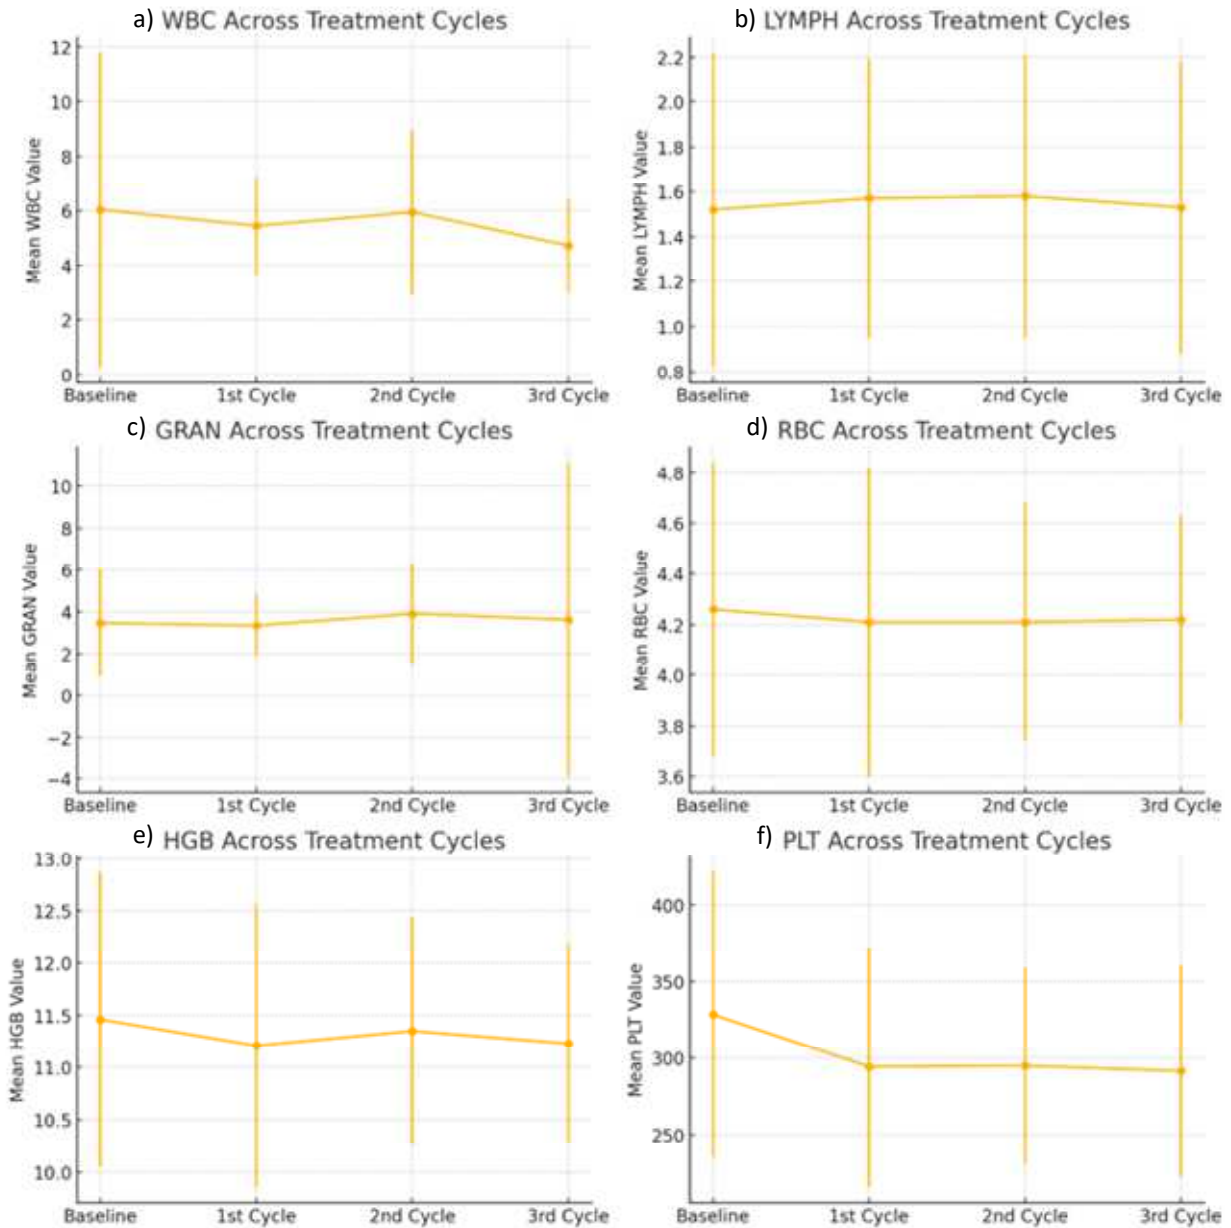 a) WBC Across Treatment Cycles
Mean WBC Value
12
10
8
6
4
2
0
Baseline 1st Cycle 2nd Cycle 3rd Cycle
b) LYMPH Across Treatment Cycles
Mean LYMPH Value
2.2
2.0
1.8
1.6
1.4
1.2
1.0
0.8
Baseline 1st Cycle 2nd Cycle 3rd Cycle
c) GRAN Across Treatment Cycles
Mean GRAN Value
10
8
6
4
2
0
−2
−4
Baseline 1st Cycle 2nd Cycle 3rd Cycle
d) RBC Across Treatment Cycles
Mean RBC Value
4.8
4.6
4.4
4.2
4.0
3.8
3.6
Baseline 1st Cycle 2nd Cycle 3rd Cycle
e) HGB Across Treatment Cycles
Mean HGB Value
13.0
12.5
12.0
11.5
11.0
10.5
10.0
Baseline 1st Cycle 2nd Cycle 3rd Cycle
f) PLT Across Treatment Cycles
Mean PLT Value
400
350
300
250
Baseline 1st Cycle 2nd Cycle 3rd Cycle